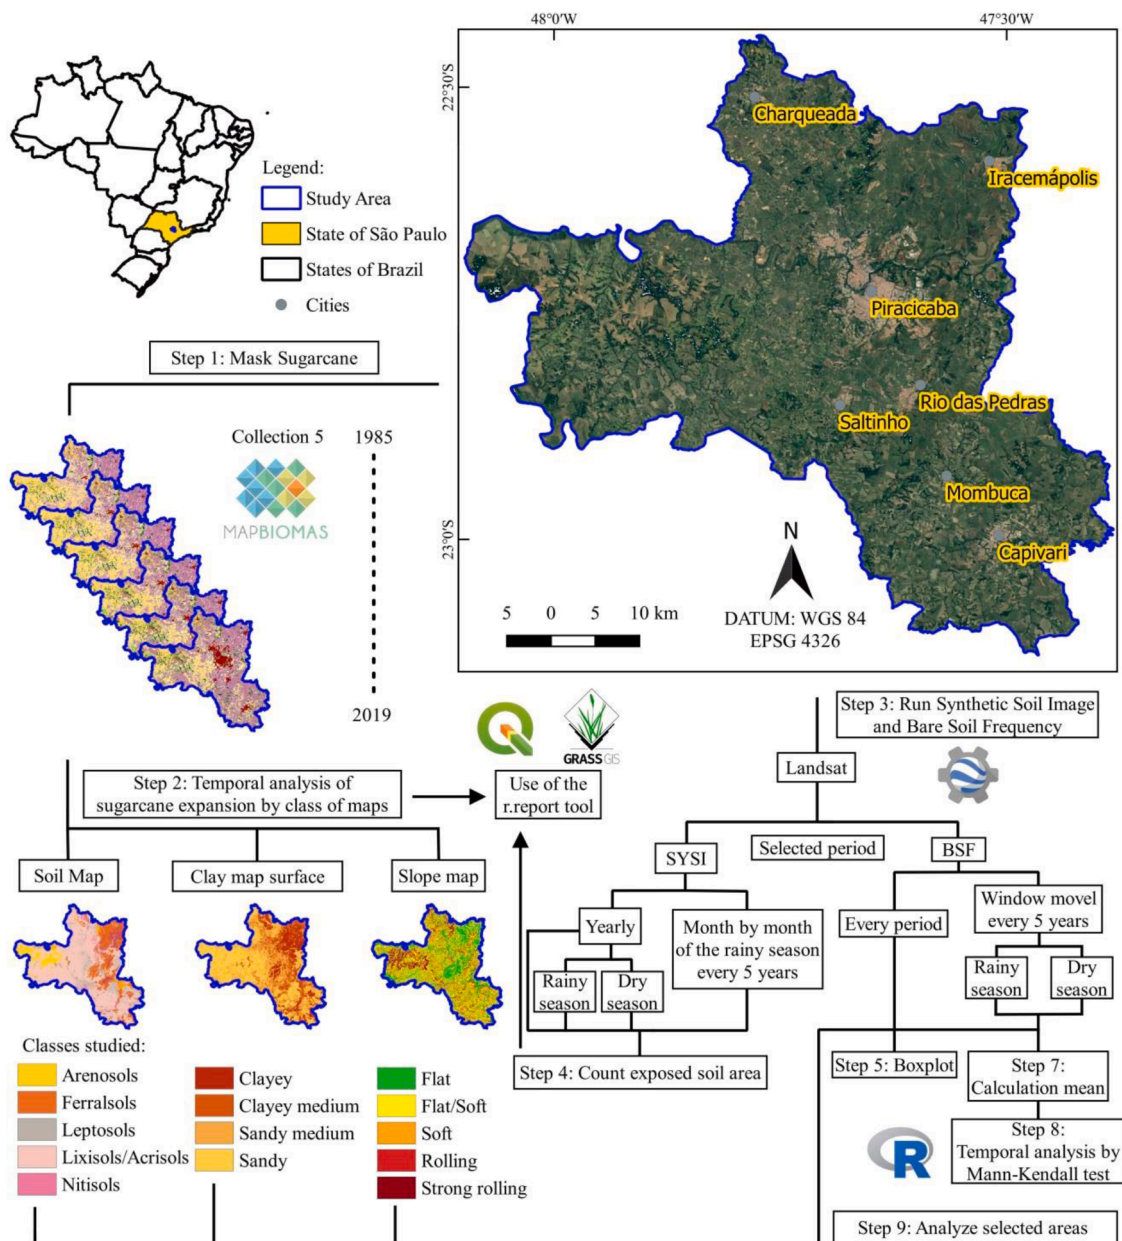 48°0'W
47°30'W
22°30'S
23°0'S
Charqueada
Iracemápolis
Piracicaba
Rio das Pedras
Saltinho
Mombuca
Capivari
N
5 0 5 10 km
DATUM: WGS 84
EPSG 4326
Legend:
Study Area
State of São Paulo
States of Brazil
Cities
Step 1: Mask Sugarcane
Collection 5 1985
MAPBIOMAS
2019
Step 2: Temporal analysis of
sugarcane expansion by class of maps
GRASS GIS
Use of the
r.report tool
Soil Map
Clay map surface
Slope map
Classes studied:
Arenosols
Ferralsols
Leptosols
Lixisols/Acrisols
Nitisols
Clayey
Clayey medium
Sandy medium
Sandy
Flat
Flat/Soft
Soft
Rolling
Strong rolling
Step 3: Run Synthetic Soil Image
and Bare Soil Frequency
Landsat
SYSI
Selected period
BSF
Yearly
Month by month
of the rainy season
every 5 years
Every period
Window movel
every 5 years
Rainy
season
Dry
season
Rainy
season
Dry
season
Step 4: Count exposed soil area
Step 5: Boxplot
Step 7:
Calculation mean
R
Step 8:
Temporal analysis by
Mann-Kendall test
Step 9: Analyze selected areas